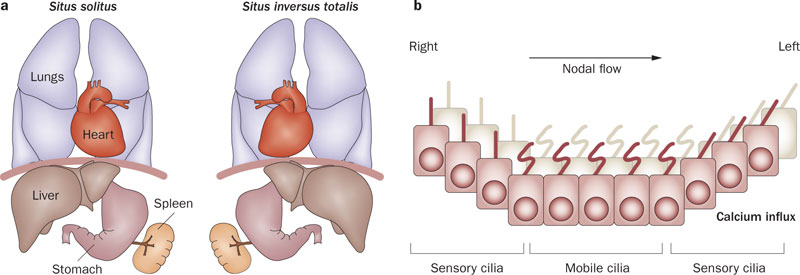 a
Situs solitus
Situs inversus totalis
Lungs
Heart
Liver
Spleen
Stomach
b
Right
Left
Nodal flow
Calcium influx
Sensory cilia
Mobile cilia
Sensory cilia